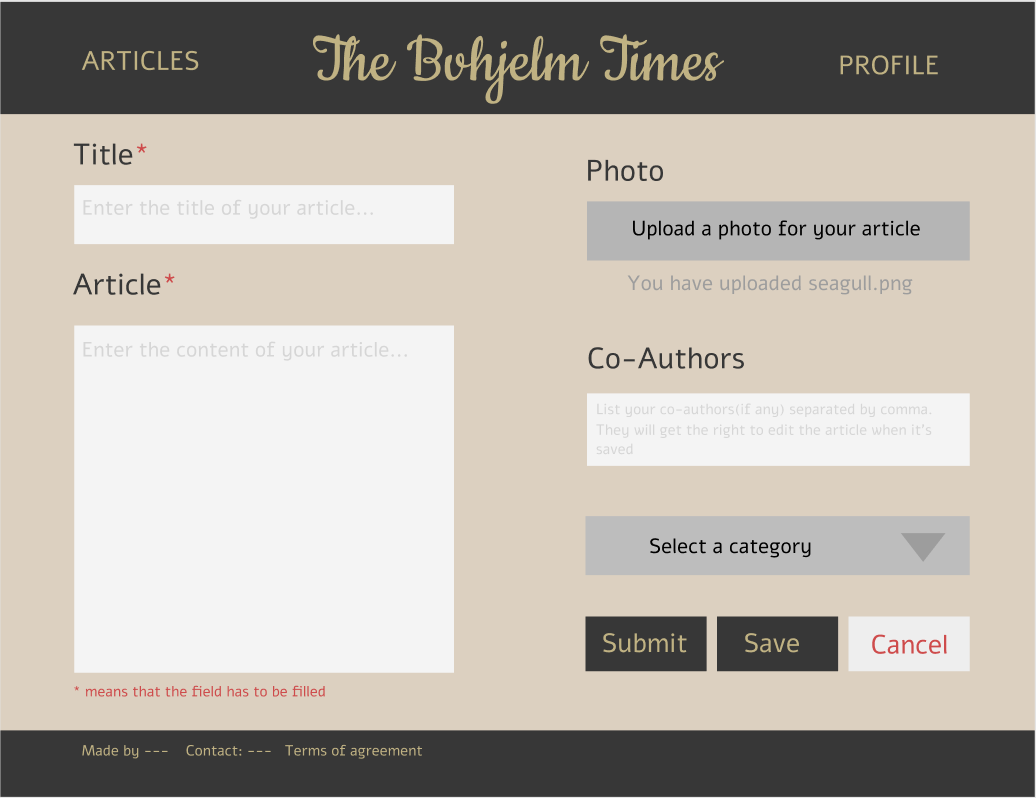 ARTICLES
The Bohjelm Times
PROFILE
Title*
Enter the title of your article...
Article*
Enter the content of your article...
* means that the field has to be filled
Photo
Upload a photo for your article
You have uploaded seagull.png
Co-Authors
List your co-authors(if any) separated by comma.
They will get the right to edit the article when it's
saved
Select a category
Submit
Save
Cancel
Made by --- Contact: --- Terms of agreement